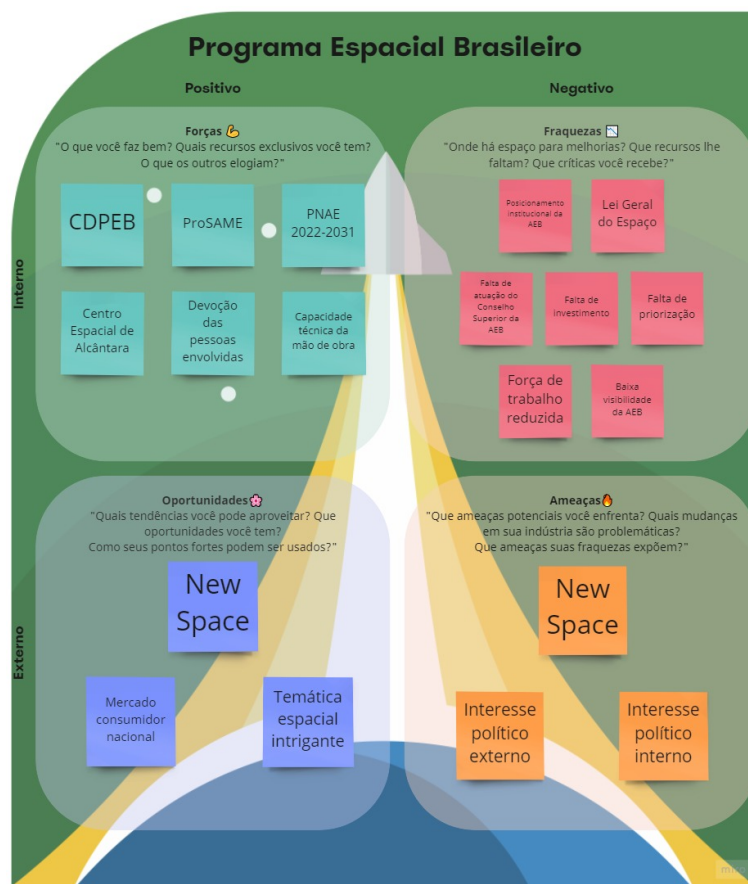 Programa Espacial Brasileiro
Positivo
Negativo
Interno
Forças 💪
"O que você faz bem? Quais recursos exclusivos você tem?
O que os outros elogiam?"
CDPEB
ProSAME
PNAE
2022-2031
Centro
Espacial de
Alcântara
Devoção
das
pessoas
envolvidas
Capacidade
técnica da
mão de obra
Fraquezas 📉
"Onde há espaço para melhorias? Que recursos lhe
faltam? Que críticas você recebe?"
Posicionamento
institucional da
AEB
Lei Geral
do Espaço
Falta de
atuação do
Conselho
Superior da
AEB
Falta de
investimento
Falta de
priorização
Força de
trabalho
reduzida
Baixa
visibilidade
da AEB
Externo
Oportunidades🌸
"Quais tendências você pode aproveitar? Que
oportunidades você tem?
Como seus pontos fortes podem ser usados?"
New
Space
Mercado
consumidor
nacional
Temática
espacial
intrigante
Ameaças🔥
"Que ameaças potenciais você enfrenta? Quais mudanças
em sua indústria são problemáticas?
Que ameaças suas fraquezas expõem?"
New
Space
Interesse
político
externo
Interesse
político
interno